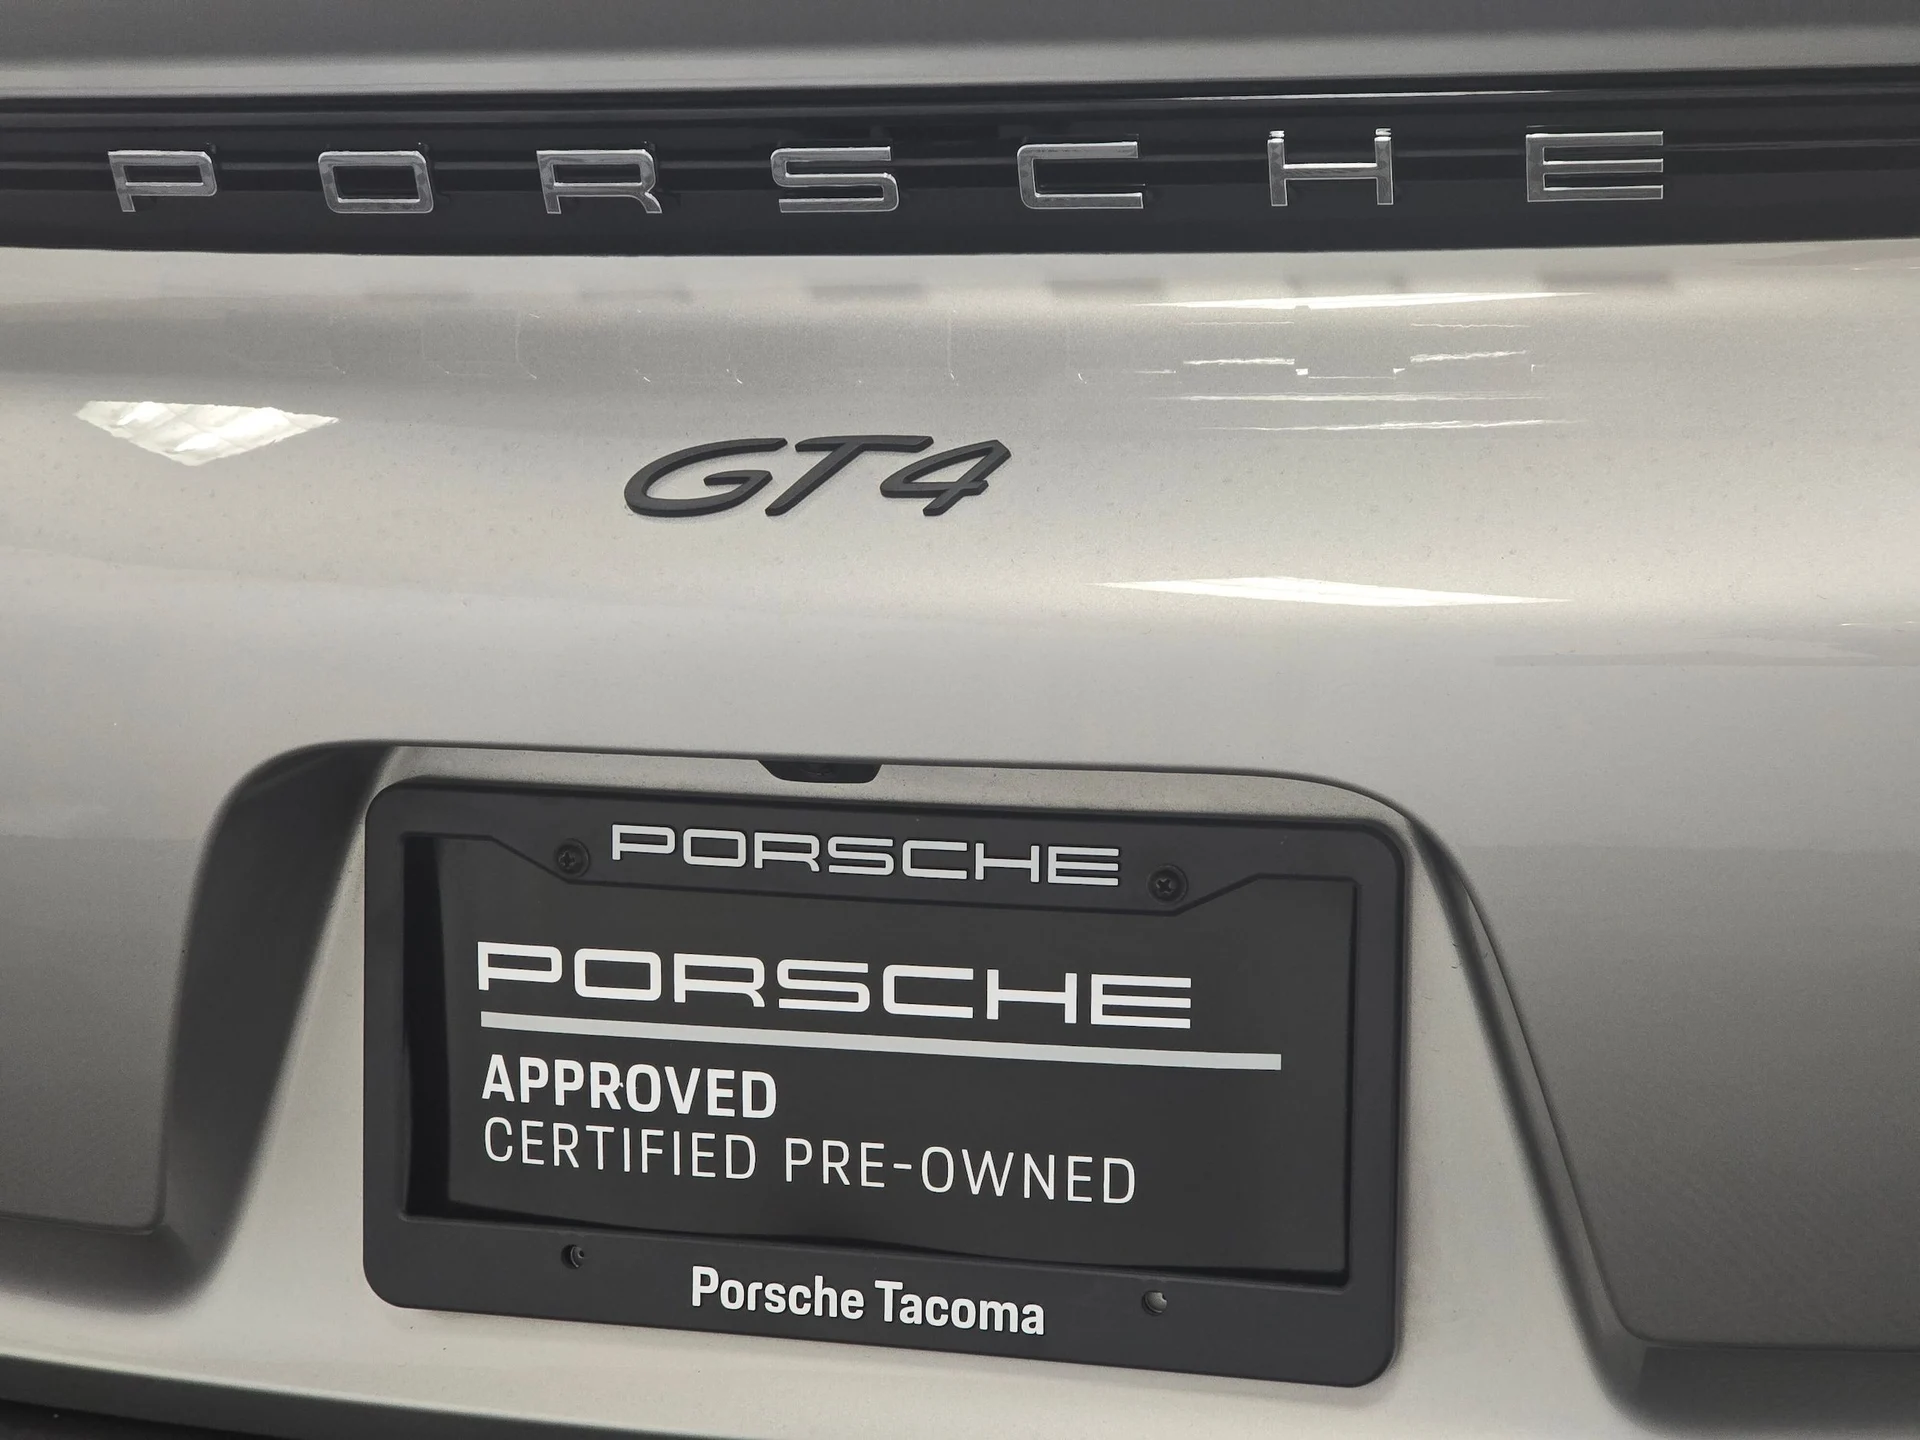 PORSCHE
GT4
PORSCHE
PORSCHE
APPROVED
CERTIFIED PRE-OWNED
Porsche Tacoma